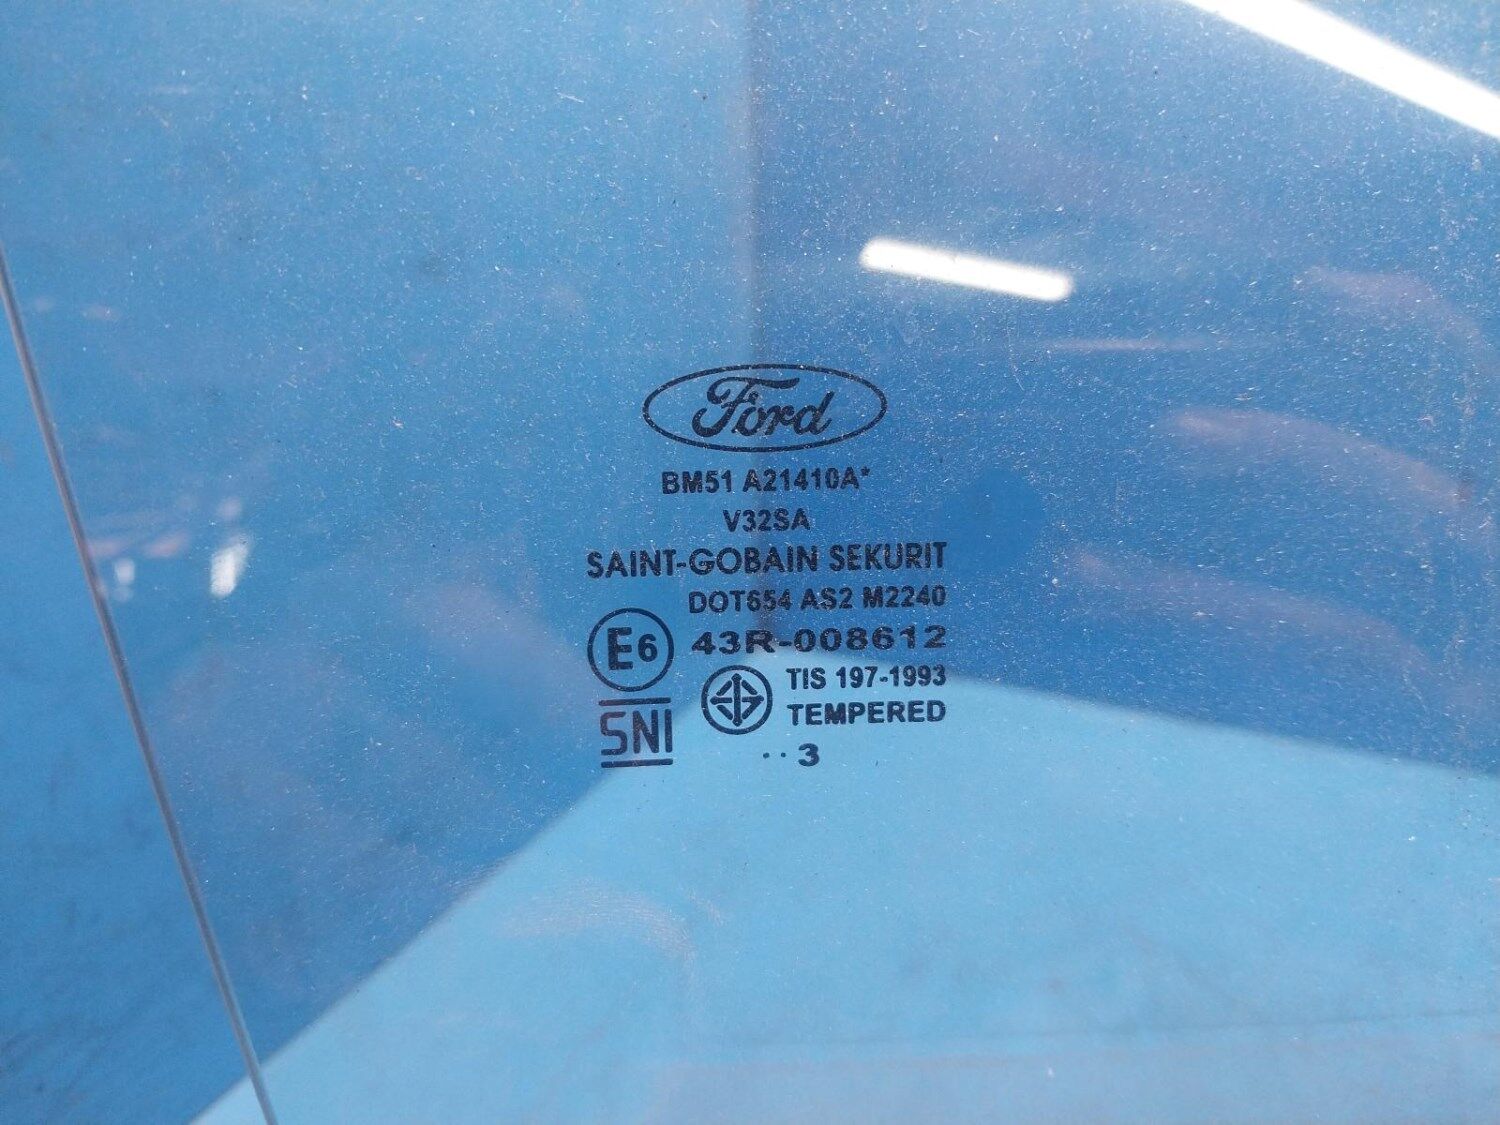 Ford
BM51 A21410A*
V32SA
SAINT-GOBAIN SEKURIT
DOT654 AS2 M2240
E6 43R-008612
TIS 197-1993
SNI TEMPERED
··3